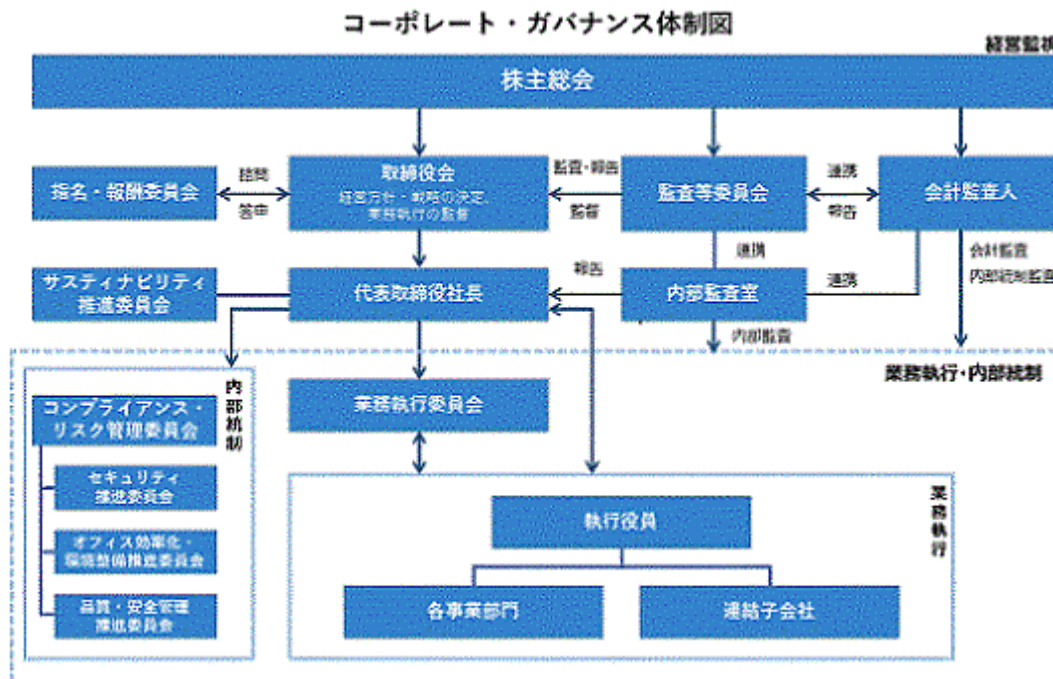 コーポレート・ガバナンス体制図
経営監視
株主総会
指名・報酬委員会
諮問
答申
取締役会
経営方針・戦略の決定、
業務執行の監督
監査・報告
監督
監査等委員会
連携
報告
会計監査人
連携
会計監査
内部統制監査
サスティナビリティ
推進委員会
代表取締役社長
報告
内部監査室
連携
内部監査
業務執行・内部統制
内部統制
コンプライアンス・
リスク管理委員会
セキュリティ
推進委員会
オフィス効率化・
環境整備推進委員会
品質・安全管理
推進委員会
業務執行委員会
業務執行
執行役員
各事業部門
連結子会社